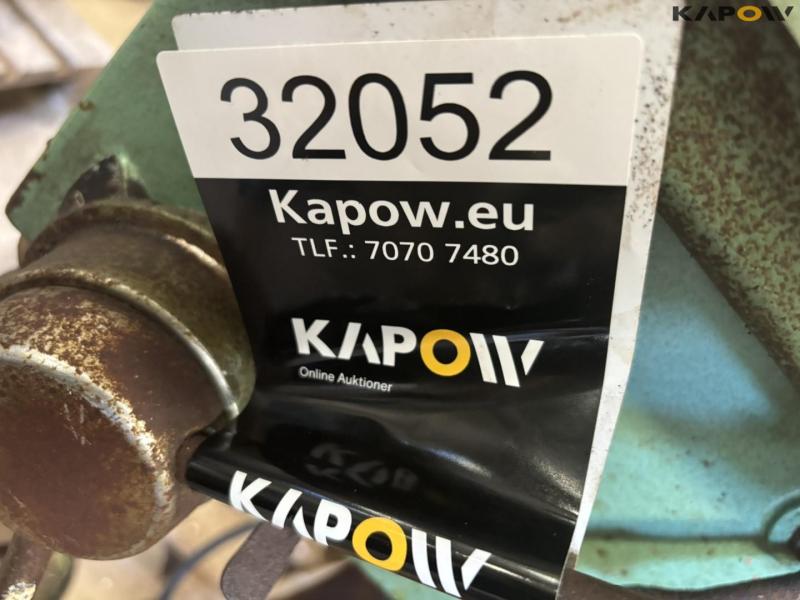 KAPOW
32052
Kapow.eu
TLF.: 7070 7480
KAPOW
Online Auktioner
KAPOW